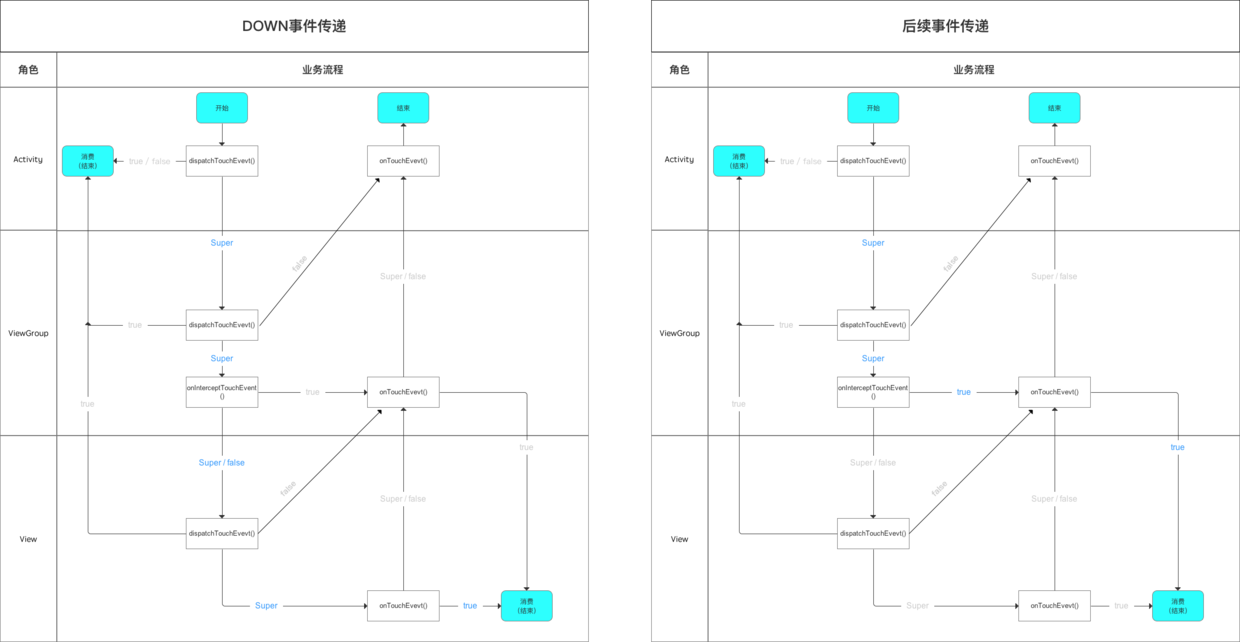 DOWN事件传递
角色
业务流程
开始
结束
Activity
消费
（结束）
true / false
dispatchTouchEvevt()
onTouchEvevt()
Super
false
Super / false
ViewGroup
true
dispatchTouchEvevt()
Super
true
onInterceptTouchEvent
()
true
onTouchEvevt()
true
Super / false
false
Super / false
View
dispatchTouchEvevt()
Super
onTouchEvevt()
true
消费
（结束）
后续事件传递
角色
业务流程
开始
结束
Activity
消费
（结束）
true / false
dispatchTouchEvevt()
onTouchEvevt()
Super
false
Super / false
ViewGroup
true
dispatchTouchEvevt()
Super
true
onInterceptTouchEvent
()
true
onTouchEvevt()
true
Super / false
false
Super / false
View
dispatchTouchEvevt()
Super
onTouchEvevt()
true
消费
（结束）